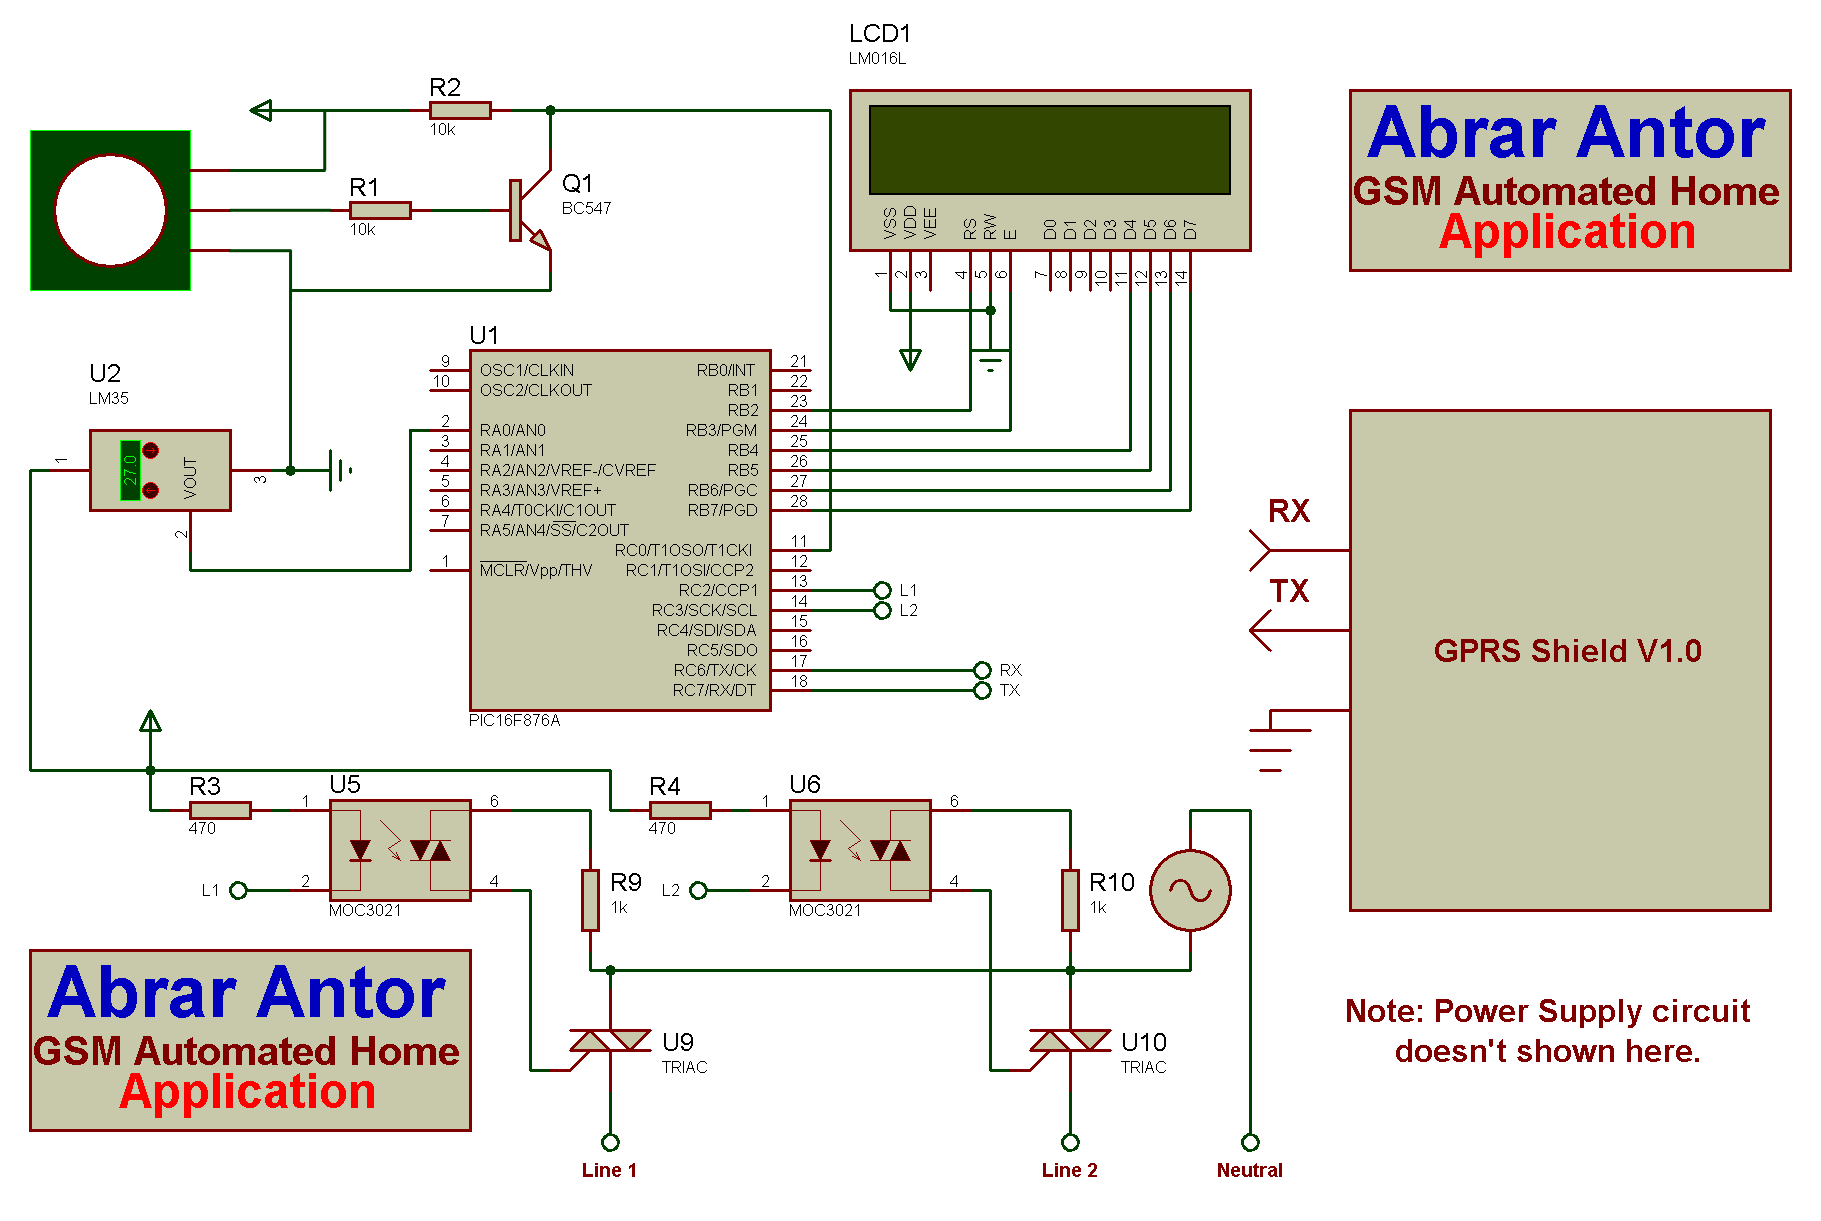 LCD1
LM016L
R2
10k
R1
10k
Q1
BC547
VSS
VDD
VEE
RS
RW
E
D0
D1
D2
D3
D4
D5
D6
D7
1
2
3
4
5
6
7
8
9
10
11
12
13
14
Abrar Antor
GSM Automated Home
Application
U1
9 OSC1/CLKIN
10 OSC2/CLKOUT
2 RA0/AN0
3 RA1/AN1
4 RA2/AN2/VREF-/CVREF
5 RA3/AN3/VREF+
6 RA4/T0CKI/C1OUT
7 RA5/AN4/SS/C2OUT
1 MCLR/Vpp/THV
RB0/INT 21
RB1 22
RB2 23
RB3/PGM 24
RB4 25
RB5 26
RB6/PGC 27
RB7/PGD 28
RC0/T1OSO/T1CKI 11
RC1/T1OSI/CCP2 12
RC2/CCP1 13
RC3/SCK/SCL 14
RC4/SDI/SDA 15
RC5/SDO 16
RC6/TX/CK 17
RC7/RX/DT 18
PIC16F876A
L1
L2
RX
TX
U2
LM35
1
27.0
VOUT
3
2
RX
TX
GPRS Shield V1.0
R3
470
U5
1
6
2
4
L1
MOC3021
R9
1k
R4
470
U6
1
6
2
4
L2
MOC3021
R10
1k
Abrar Antor
GSM Automated Home
Application
U9
TRIAC
U10
TRIAC
Line 1
Line 2
Neutral
Note: Power Supply circuit
doesn't shown here.